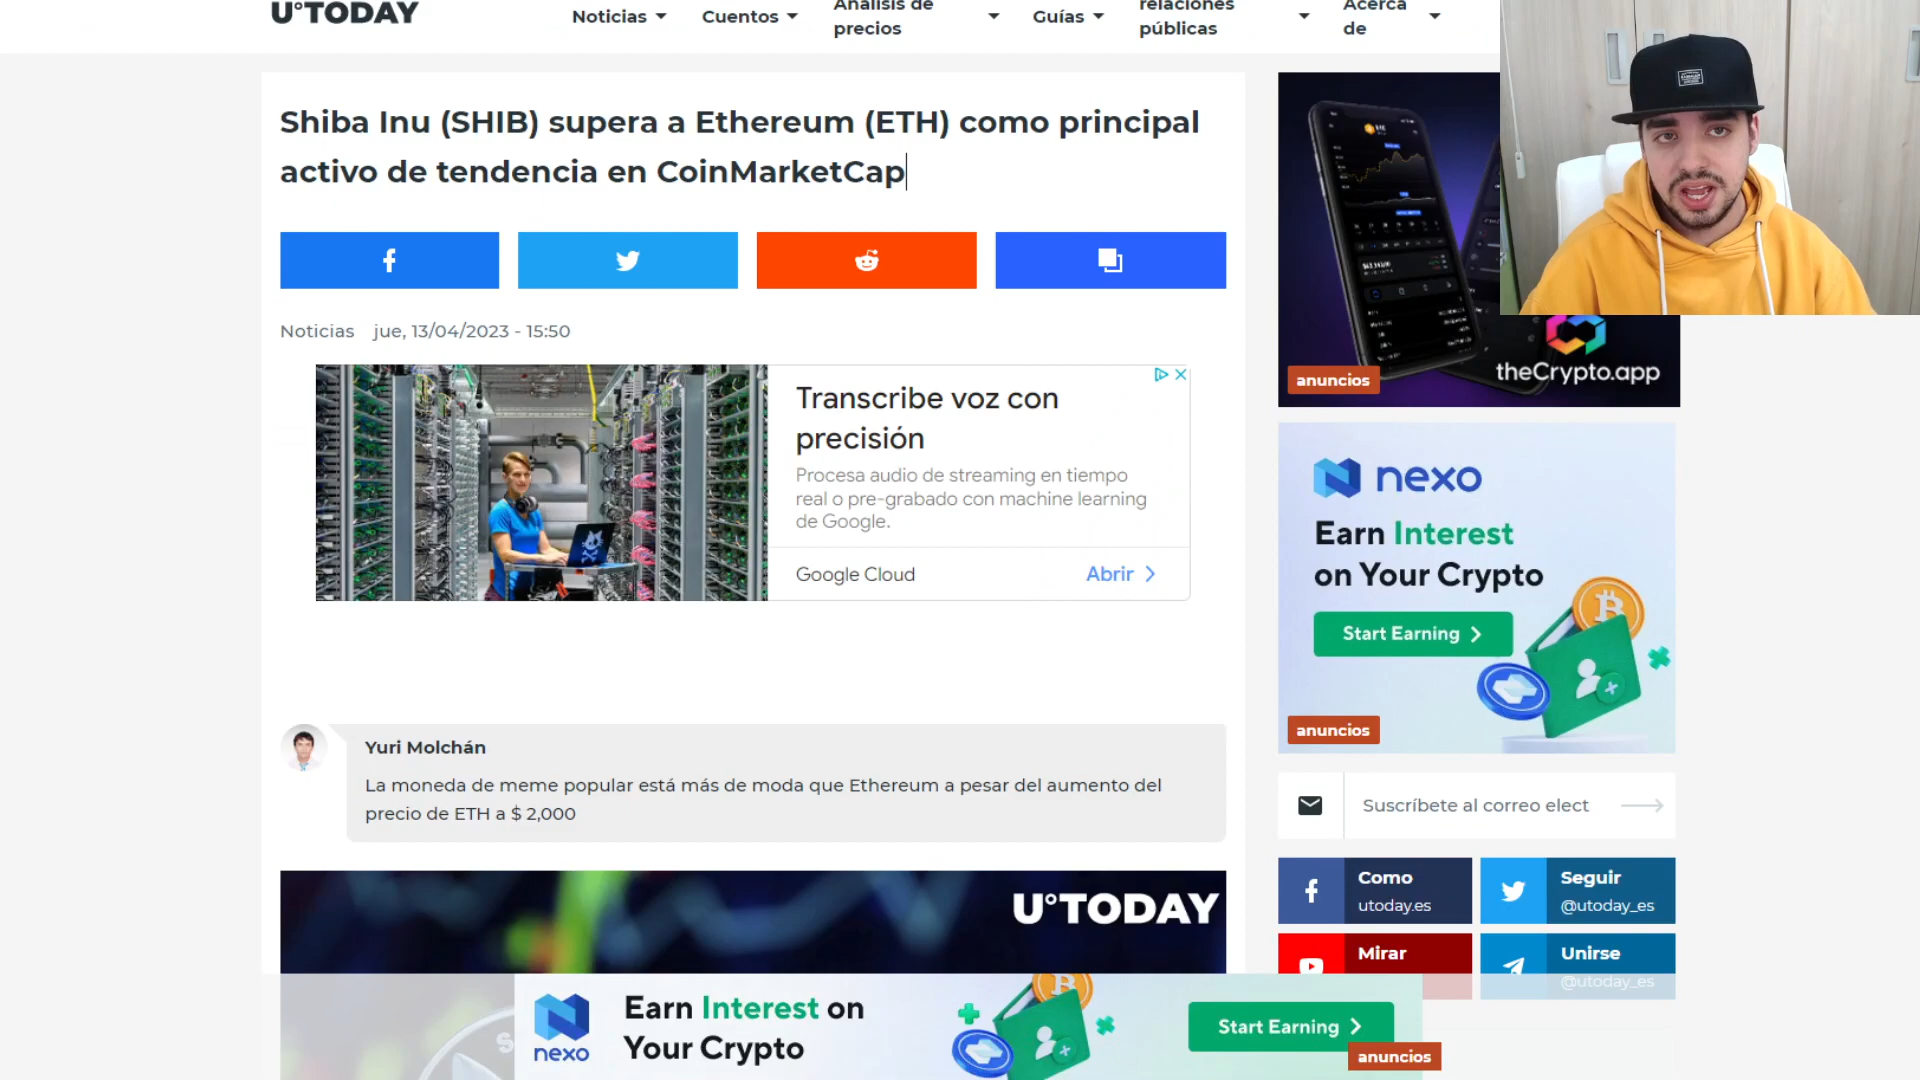 U°TODAY
Noticias
Cuentos
Análisis de
precios
Guías
relaciones
públicas
Acerca
de
Shiba Inu (SHIB) supera a Ethereum (ETH) como principal
activo de tendencia en CoinMarketCap
Noticias jue, 13/04/2023 - 15:50
Transcribe voz con
precisión
Procesa audio de streaming en tiempo
real o pre-grabado con machine learning
de Google.
Google Cloud
Abrir
Yuri Molchán
La moneda de meme popular está más de moda que Ethereum a pesar del aumento del
precio de ETH a $ 2,000
U°TODAY
theCrypto.app
anuncios
nexo
Earn Interest
on Your Crypto
Start Earning
anuncios
Suscríbete al correo elect
Como
utoday.es
Seguir
@utoday_es
Mirar
Unirse
@utoday_es
nexo
Earn Interest on
Your Crypto
Start Earning
anuncios